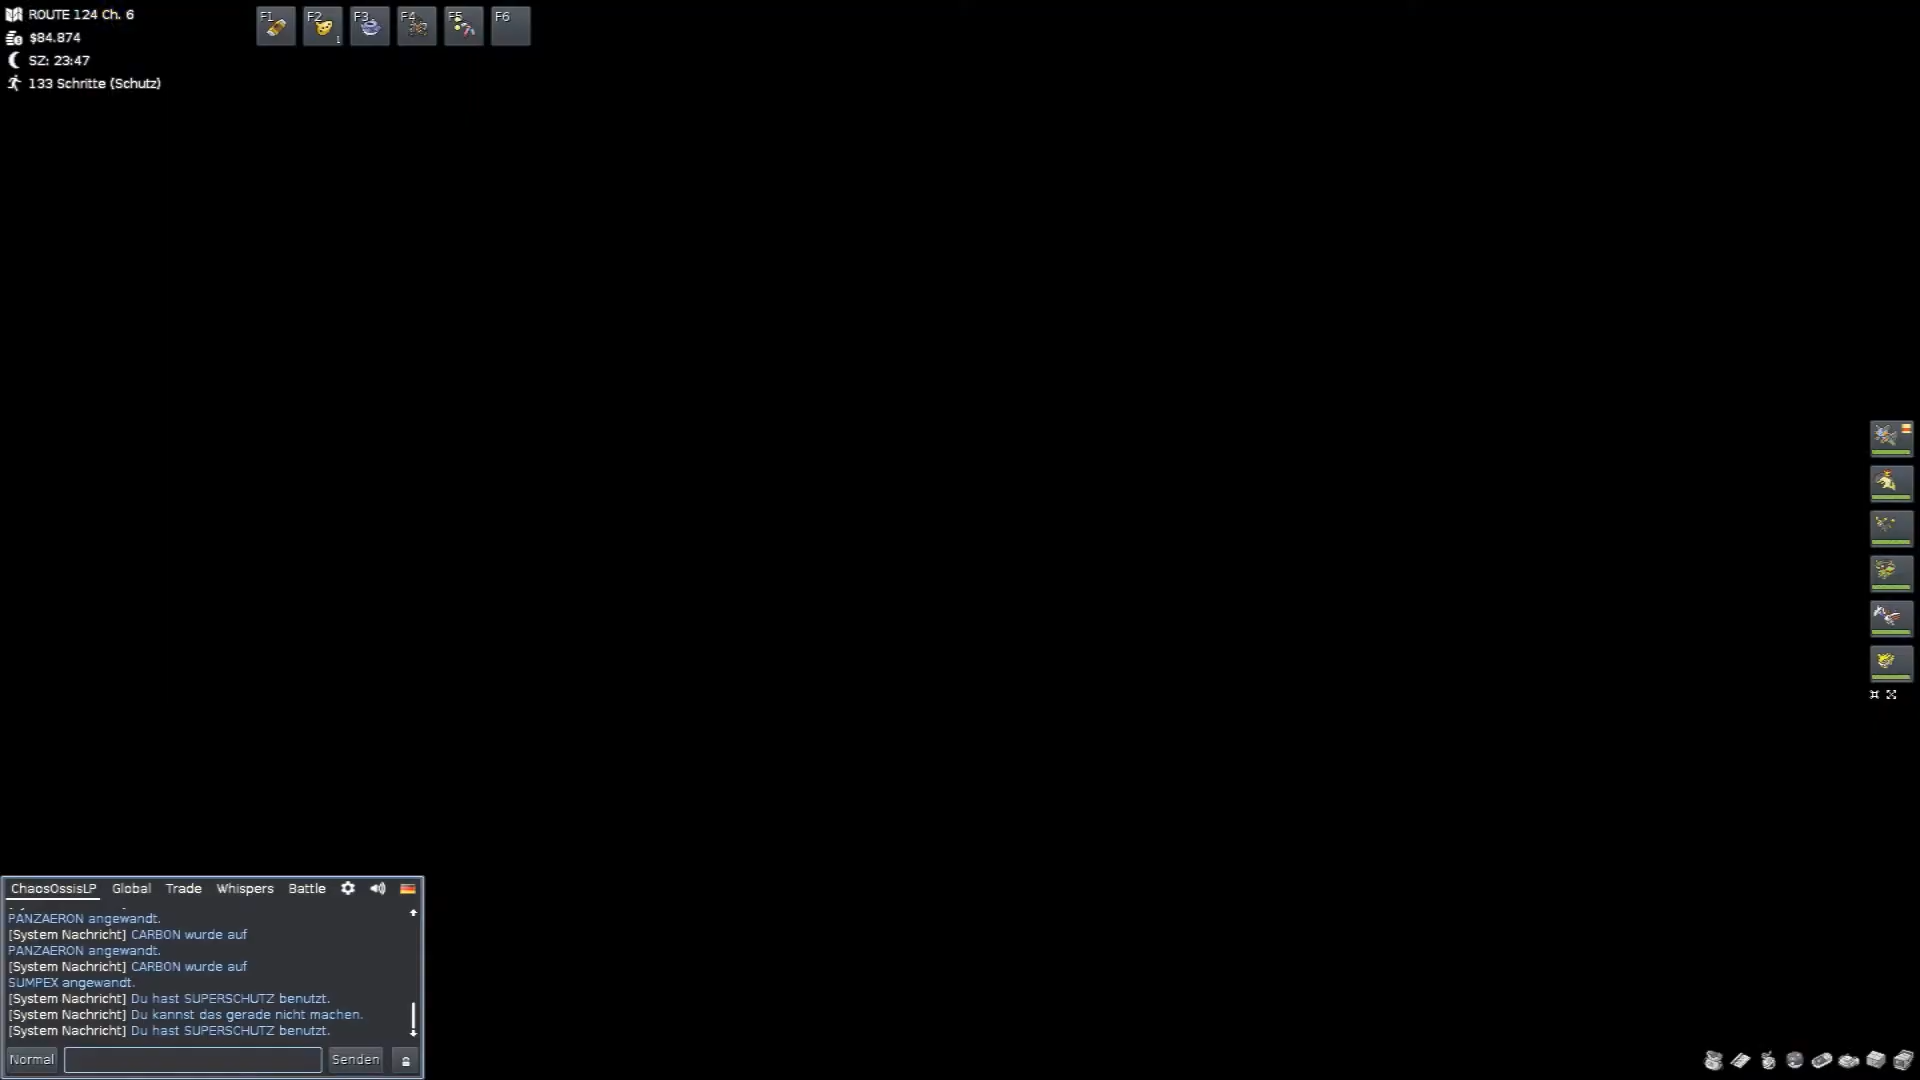 ROUTE 124 Ch. 6
$84.874
SZ: 23:47
133 Schritte (Schutz)
F1 F2 F3 F4 F5 F6
1
ChaosOssisLP Global Trade Whispers Battle
PANZAERON angewandt.
[System Nachricht] CARBON wurde auf
PANZAERON angewandt.
[System Nachricht] CARBON wurde auf
SUMPEX angewandt.
[System Nachricht] Du hast SUPERSCHUTZ benutzt.
[System Nachricht] Du kannst das gerade nicht machen.
[System Nachricht] Du hast SUPERSCHUTZ benutzt.
Normal Senden